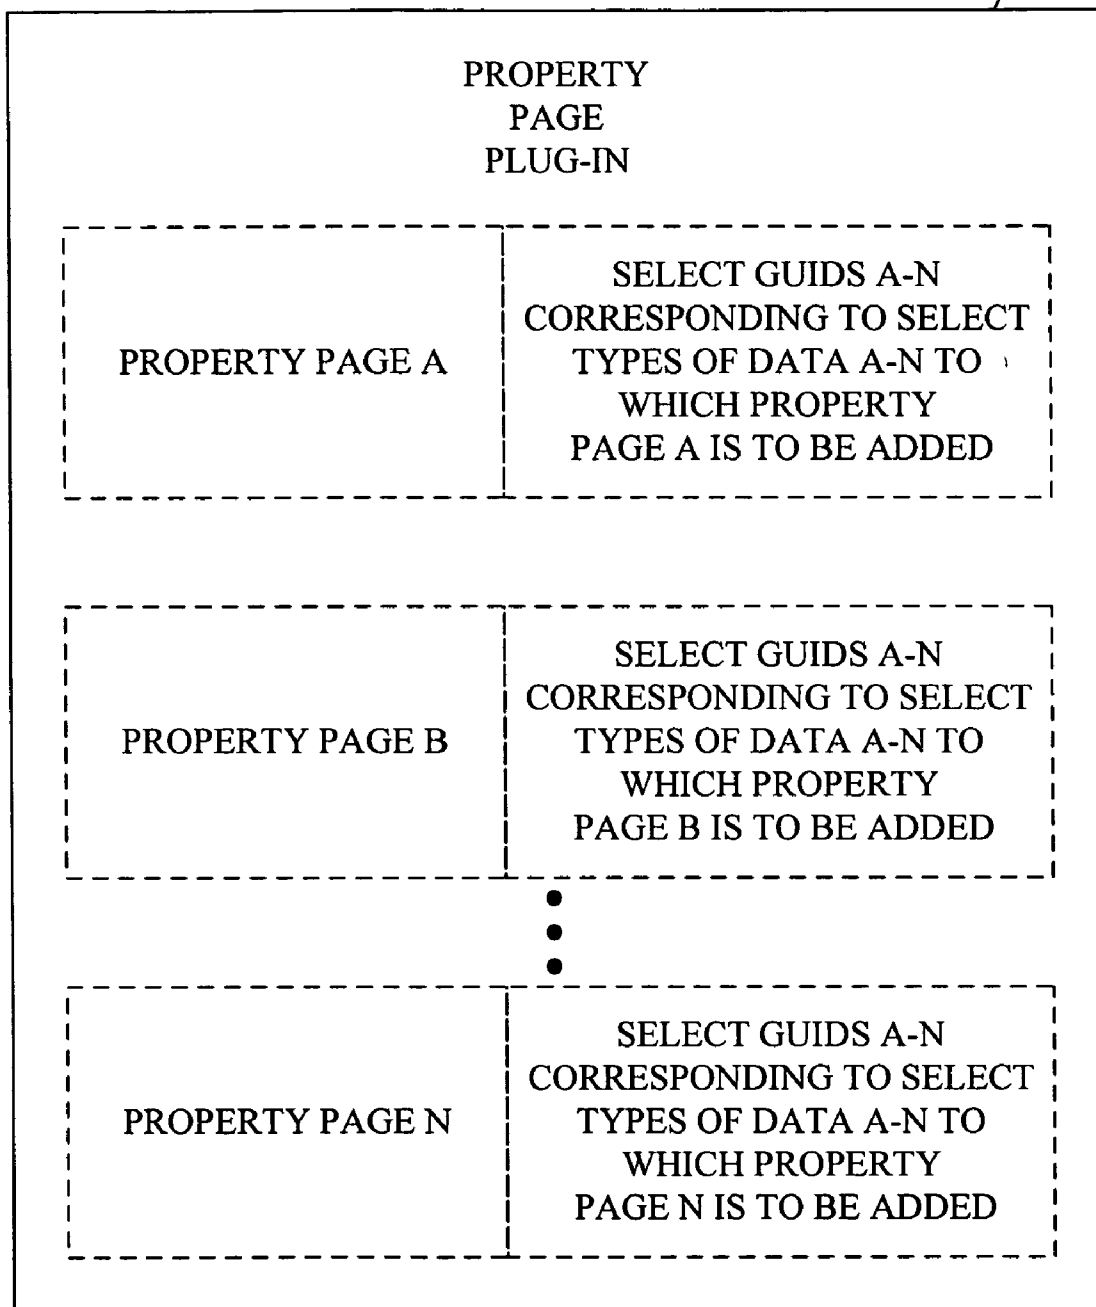 PROPERTY
PAGE
PLUG-IN
PROPERTY PAGE A
SELECT GUIDS A-N
CORRESPONDING TO SELECT
TYPES OF DATA A-N TO
WHICH PROPERTY
PAGE A IS TO BE ADDED
PROPERTY PAGE B
SELECT GUIDS A-N
CORRESPONDING TO SELECT
TYPES OF DATA A-N TO
WHICH PROPERTY
PAGE B IS TO BE ADDED
PROPERTY PAGE N
SELECT GUIDS A-N
CORRESPONDING TO SELECT
TYPES OF DATA A-N TO
WHICH PROPERTY
PAGE N IS TO BE ADDED